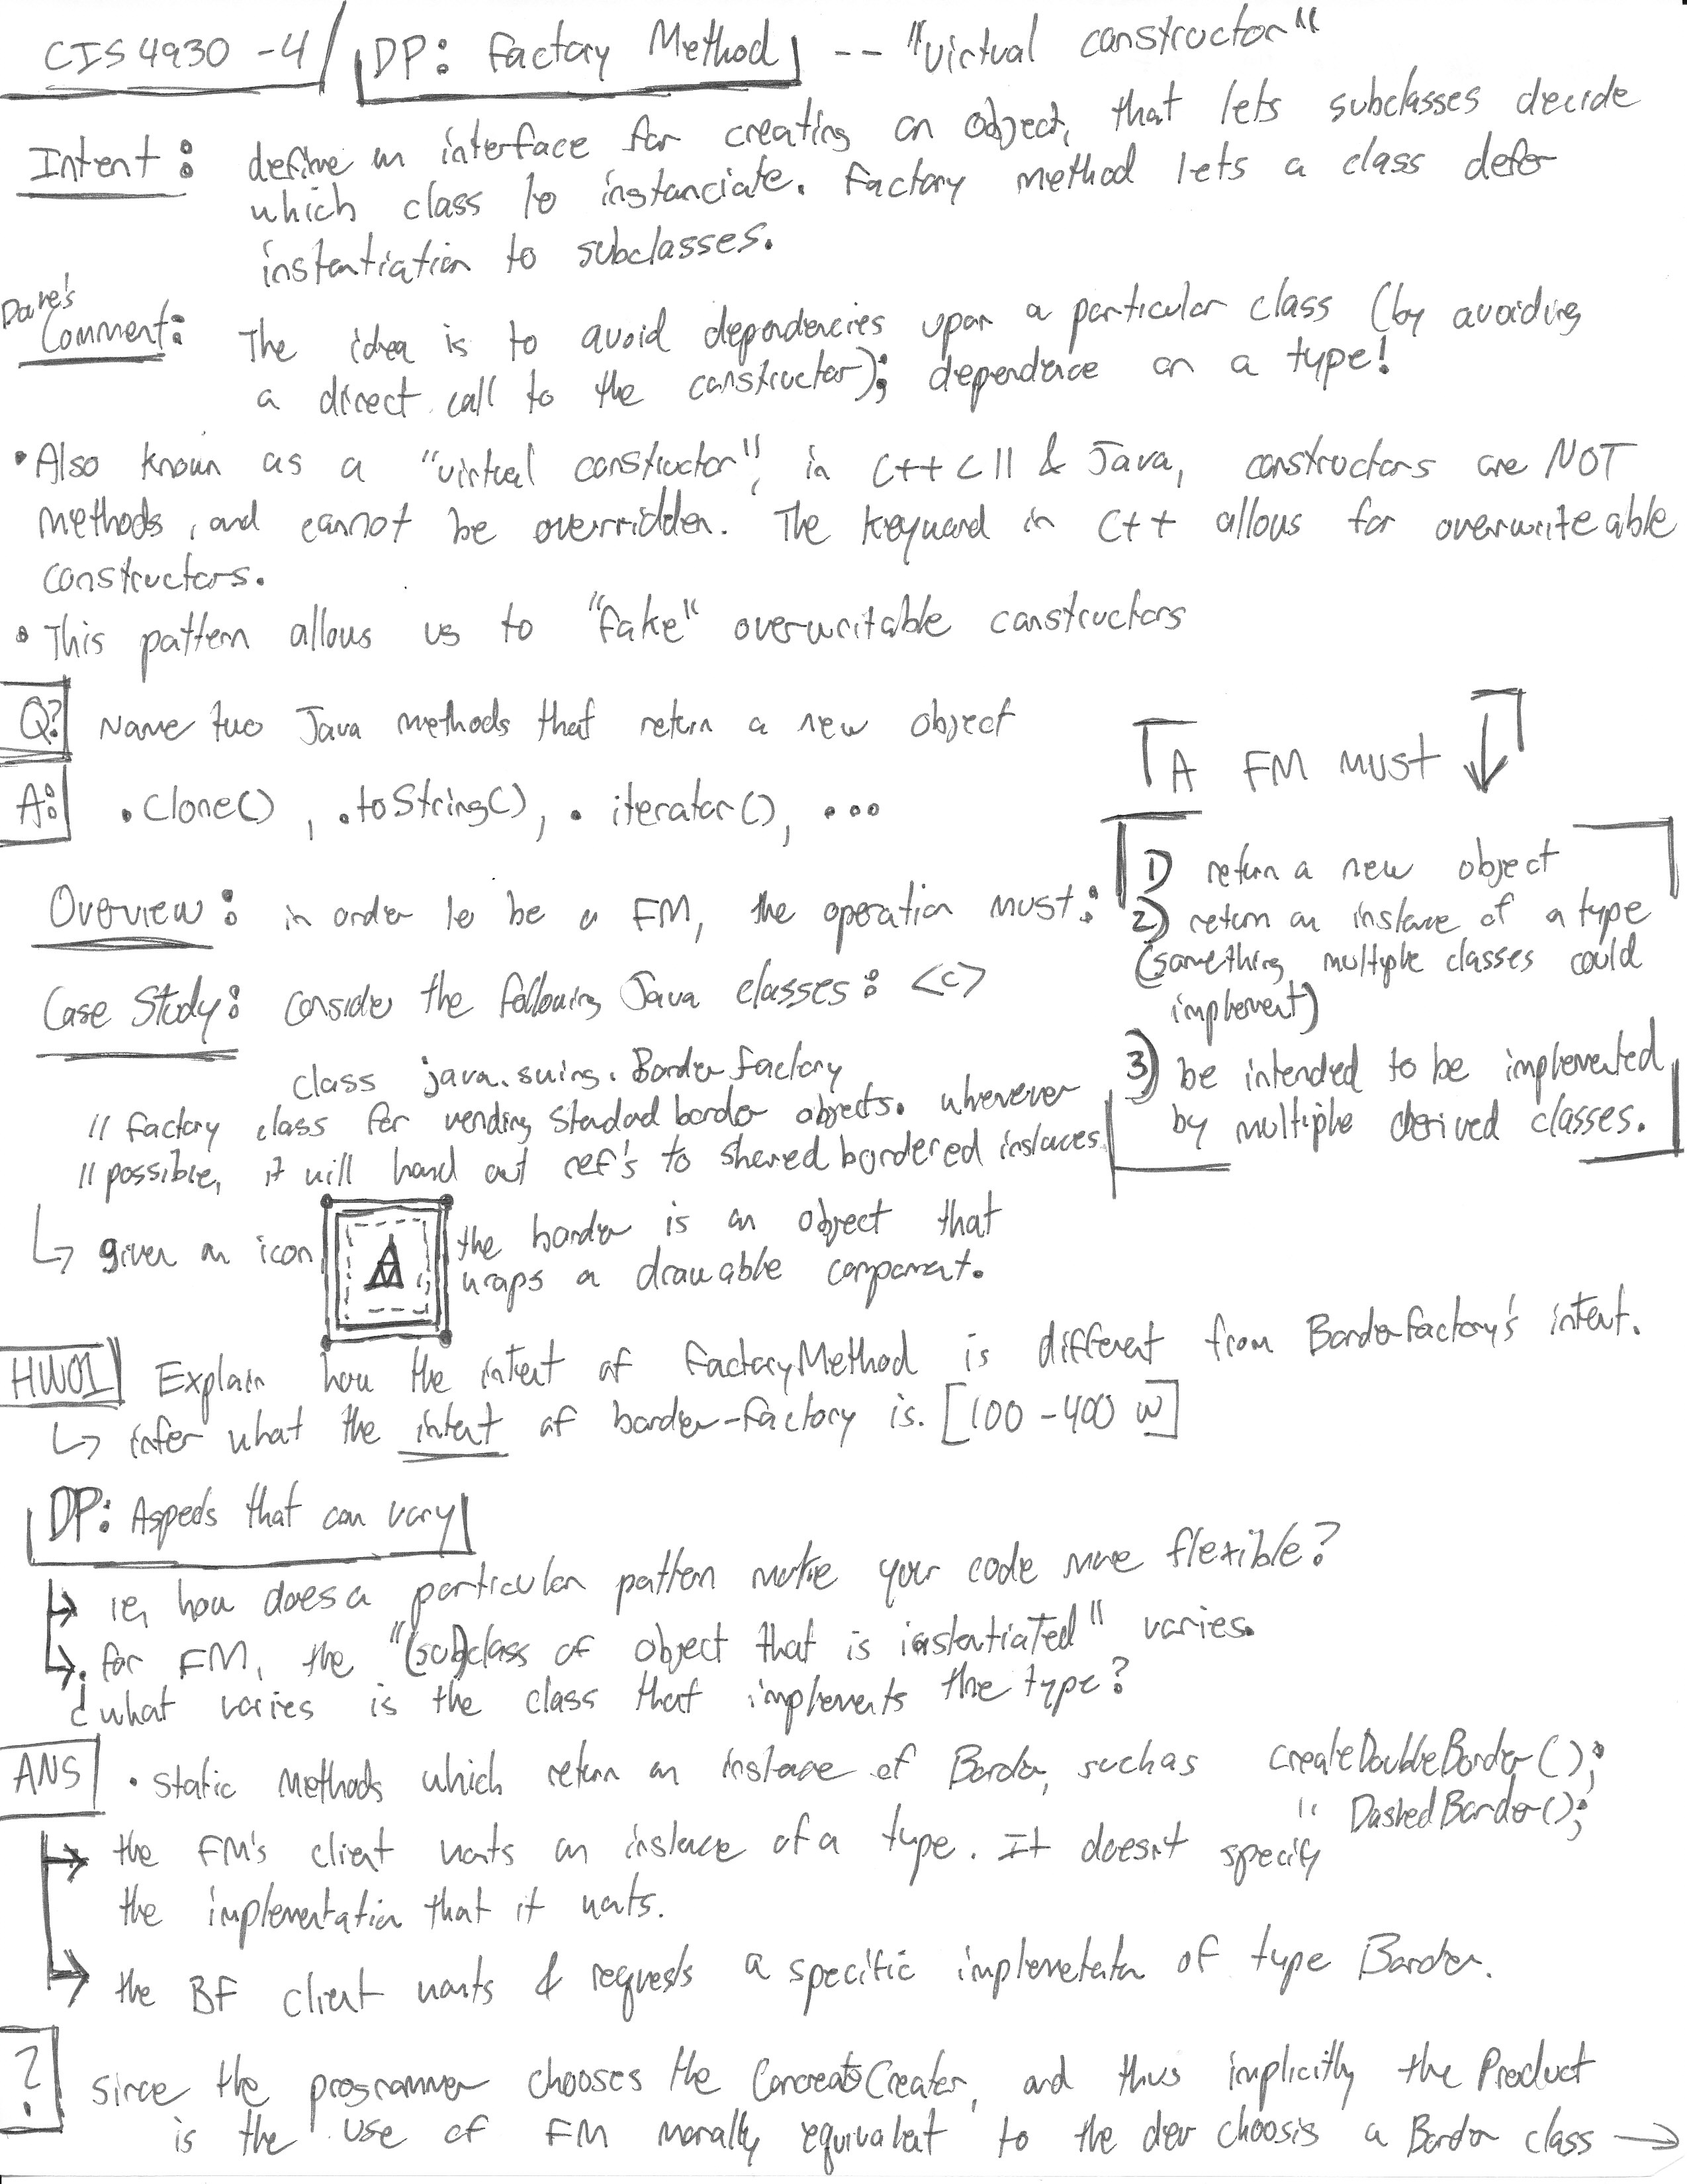 CIS 4930 -4 / DP: Factory Method -- "virtual constructor"
Intent: define an interface for creating an object, that lets subclasses decide
which class to instanciate. Factory method lets a class defer
instantiation to subclasses.
Dave's
Comment: The idea is to avoid dependencies upon a particular class (by avoiding
a direct call to the constructor); dependence on a type!
• Also known as a "virtual constructor", in C++ C11 & Java, constructors are NOT
methods, and cannot be overridden. The keyword in C++ allows for overwriteable
constructors.
• This pattern allows us to "fake" overwritable constructors
Q? Name two Java methods that return a new object
A: .clone(), .toString(), .iterator(), ...
A FM MUST ↓
Overview: in order to be a FM, the operation must:
1) return a new object
2) return an instance of a type
(something multiple classes could
implement)
3) be intended to be implemented
by multiple derived classes.
Case Study: consider the following Java classes: <c>
class java.swing.BorderFactory
// factory class for vending standard border objects. wherever
// possible, it will hand out ref's to shared bordered instances
↳ given an icon, the border is an object that
wraps a drawable component.
HW01 Explain how the intent of FactoryMethod is different from BorderFactory's intent.
↳ infer what the intent of border-factory is. [100-400 W]
DP: Aspects that can vary
↳ ie, how does a particular pattern make your code more flexible?
↳. for FM, the "(sub)class of object that is instantiated" varies.
¿ what varies is the class that implements the type?
ANS • static methods which return an instance of Border, such as createDoubleBorder();
" DashedBorder();
→ the FM's client wants an instance of a type. It doesn't specify
the implementation that it wants.
→ the BF client wants & requests a specific implemetation of type Border.
? since the programmer chooses the ConcreateCreater, and thus implicitly the Product
is the use of FM morally equivalent to the dev choosis a Border class →